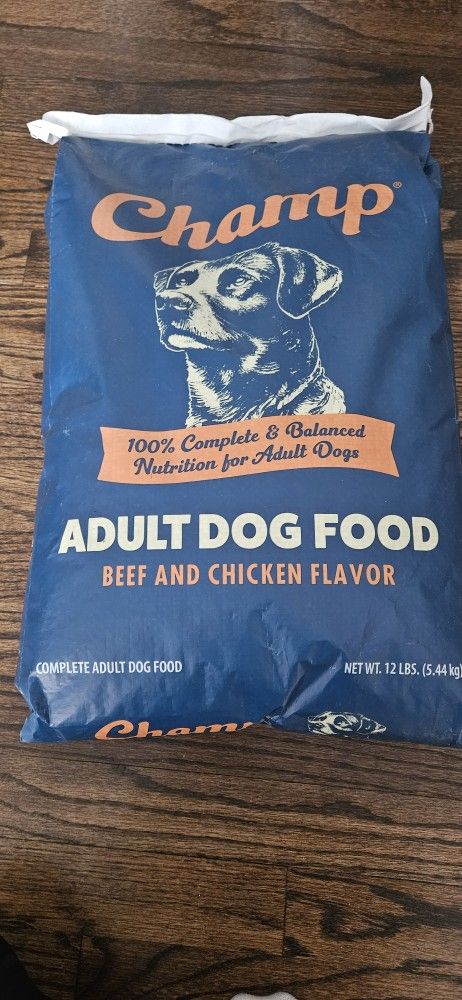 Champ®
100% Complete & Balanced
Nutrition for Adult Dogs
ADULT DOG FOOD
BEEF AND CHICKEN FLAVOR
COMPLETE ADULT DOG FOOD
NET WT. 12 LBS. (5.44 kg)
Champ